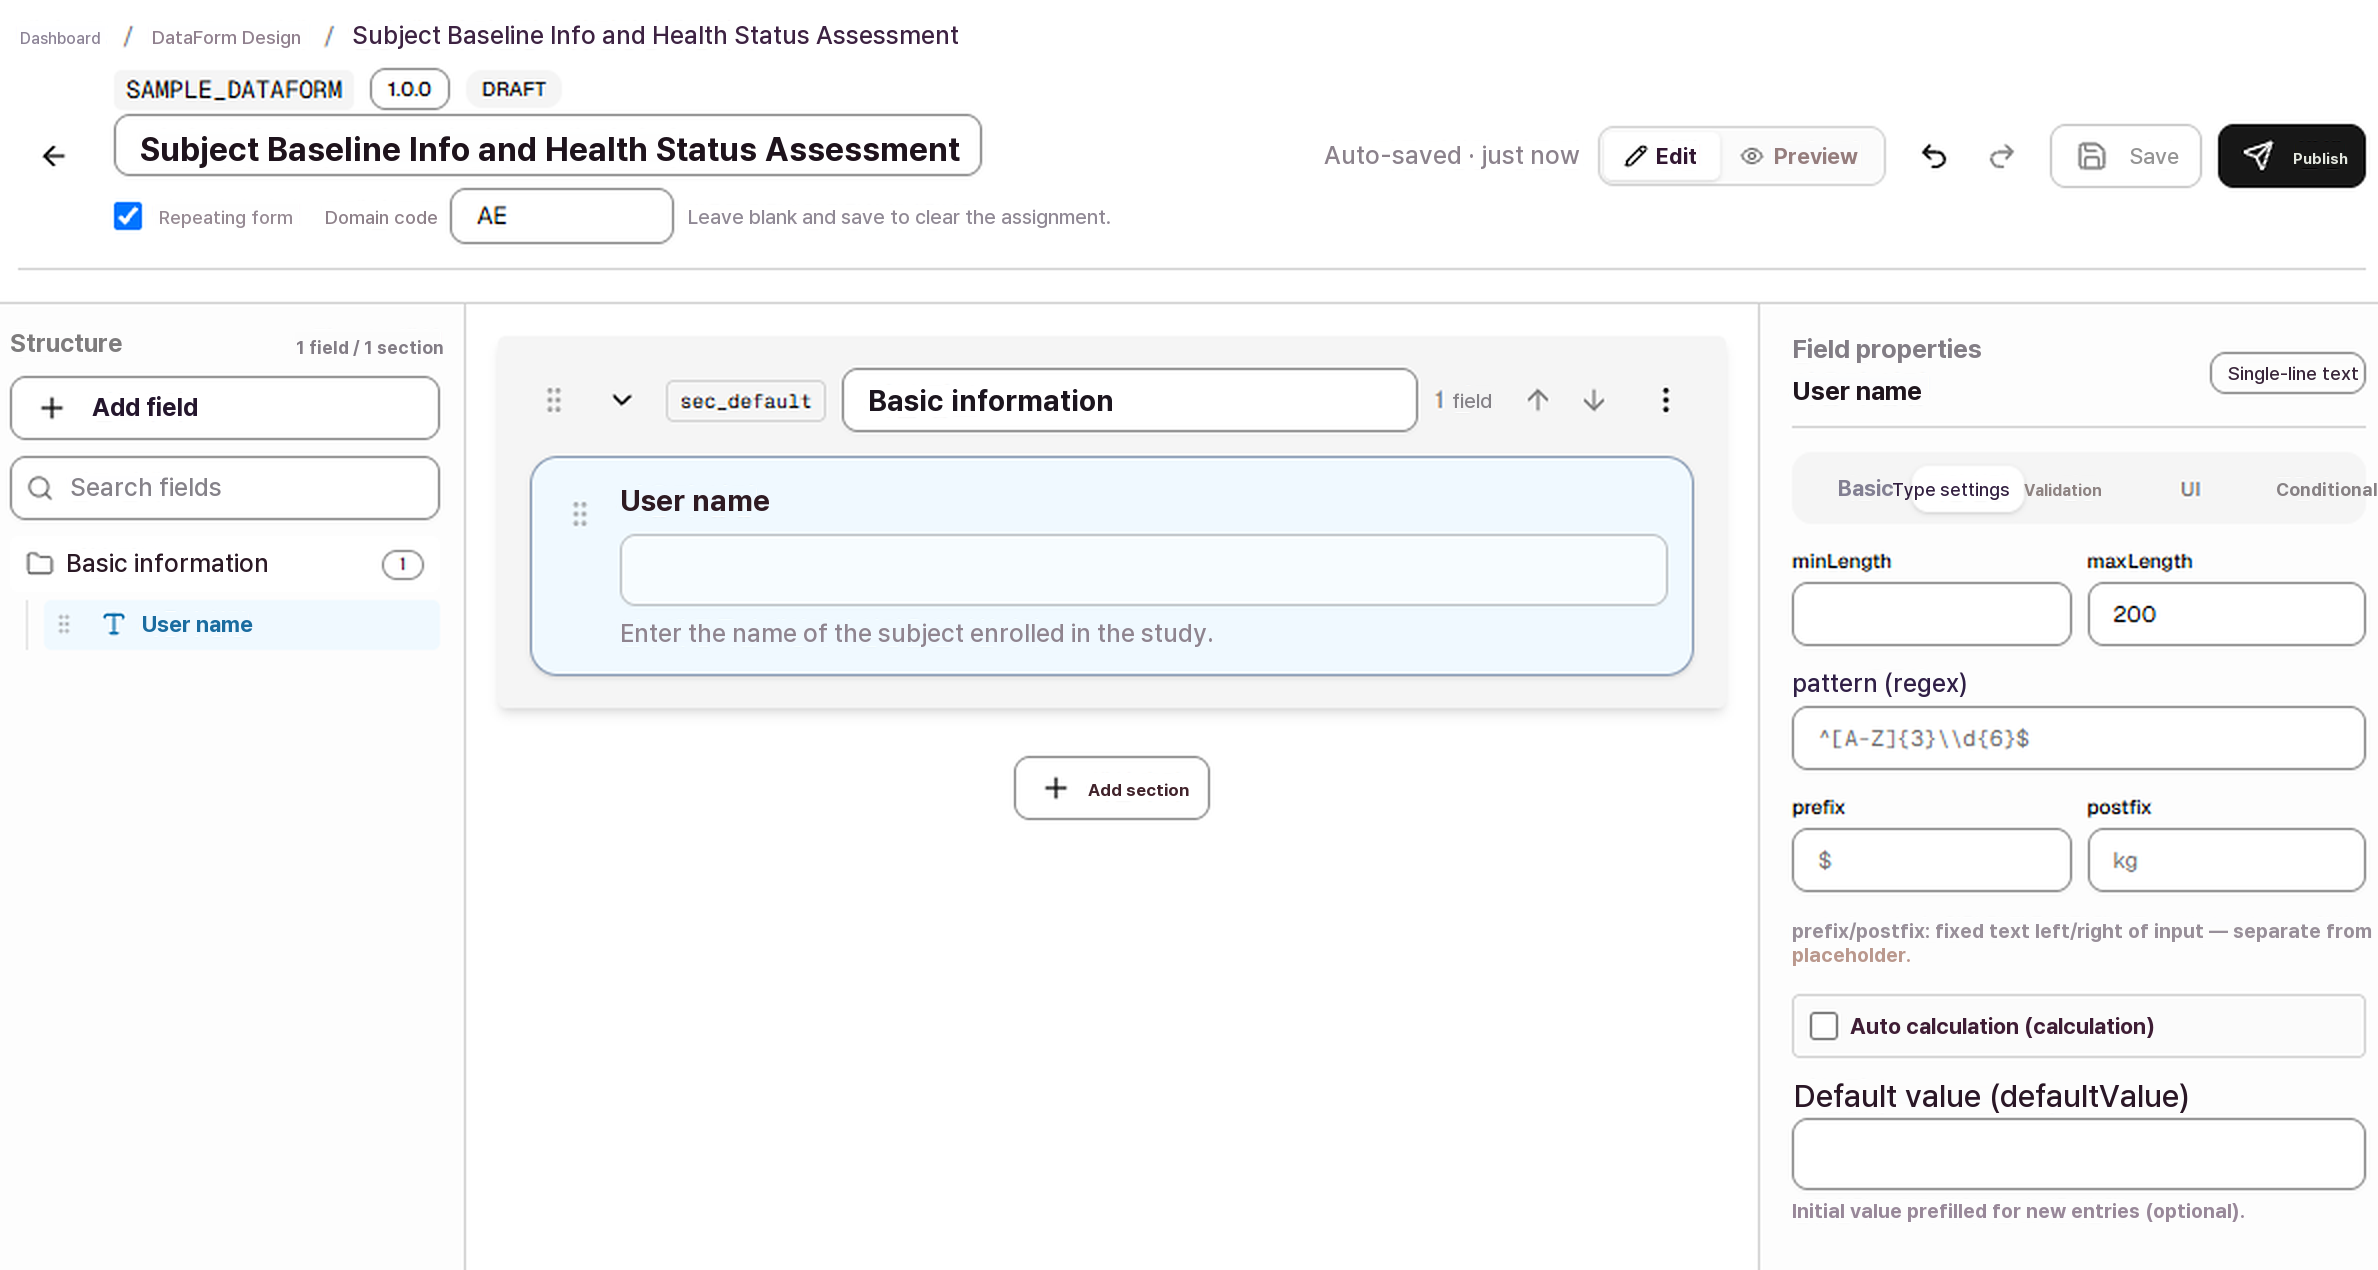 Dashboard / DataForm Design / Subject Baseline Info and Health Status Assessment
SAMPLE_DATAFORM 1.0.0 DRAFT
Subject Baseline Info and Health Status Assessment
Auto-saved · just now Edit Preview Save Publish
Repeating form Domain code AE Leave blank and save to clear the assignment.
Structure 1 field / 1 section
Add field
Search fields
Basic information 1
User name
sec_default Basic information 1 field
User name
Enter the name of the subject enrolled in the study.
Add section
Field properties
User name
Single-line text
Basic Type settings Validation UI Conditional
minLength maxLength
200
pattern (regex)
^[A-Z]{3}\\d{6}$
prefix postfix
$ kg
prefix/postfix: fixed text left/right of input — separate from
placeholder.
Auto calculation (calculation)
Default value (defaultValue)
Initial value prefilled for new entries (optional).